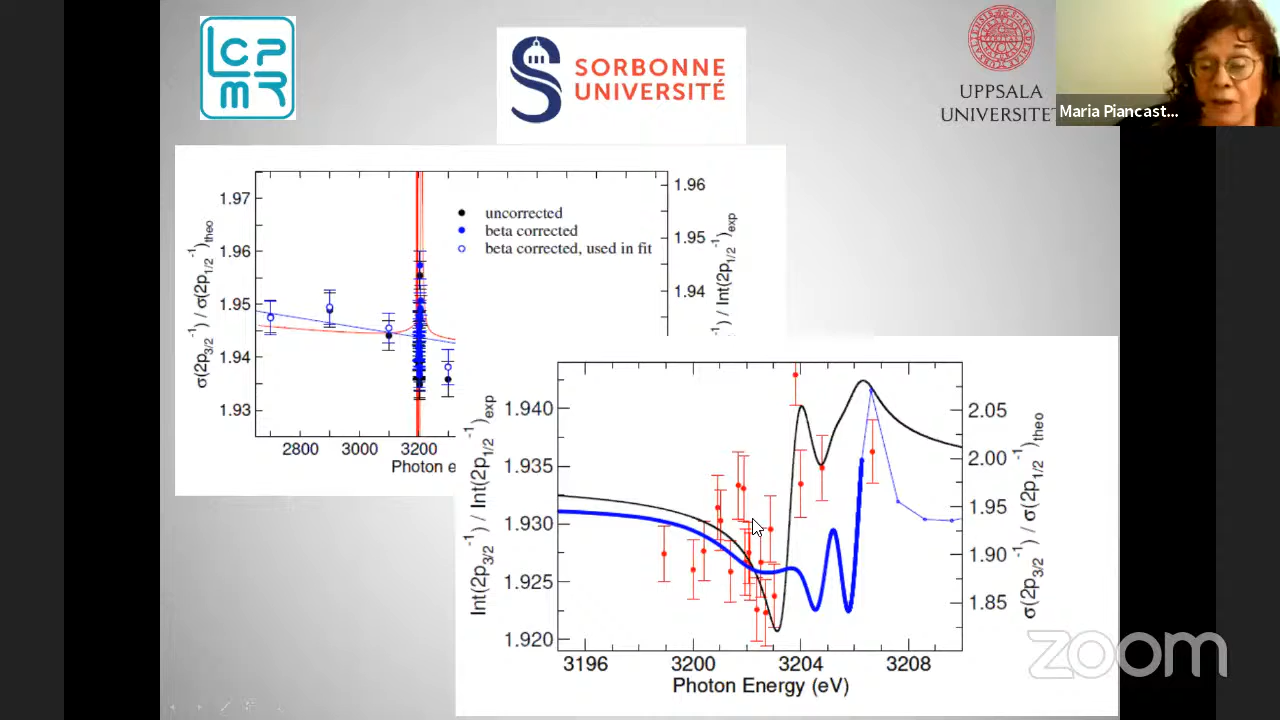 LCPMR
SORBONNE
UNIVERSITÉ
UPPSALA
UNIVERSITET
Maria Piancast...
1.97
1.96
1.95
1.94
1.93
σ(2p3/2-1) / σ(2p1/2-1)theo
uncorrected
beta corrected
beta corrected, used in fit
1.96
1.95
1.94
-1) / Int(2p1/2-1)exp
2800 3000 3200
Photon e
Int(2p3/2-1) / Int(2p1/2-1)exp
1.940
1.935
1.930
1.925
1.920
2.05
2.00
1.95
1.90
1.85
σ(2p3/2-1) / σ(2p1/2-1)theo
3196 3200 3204 3208
Photon Energy (eV)
zoom